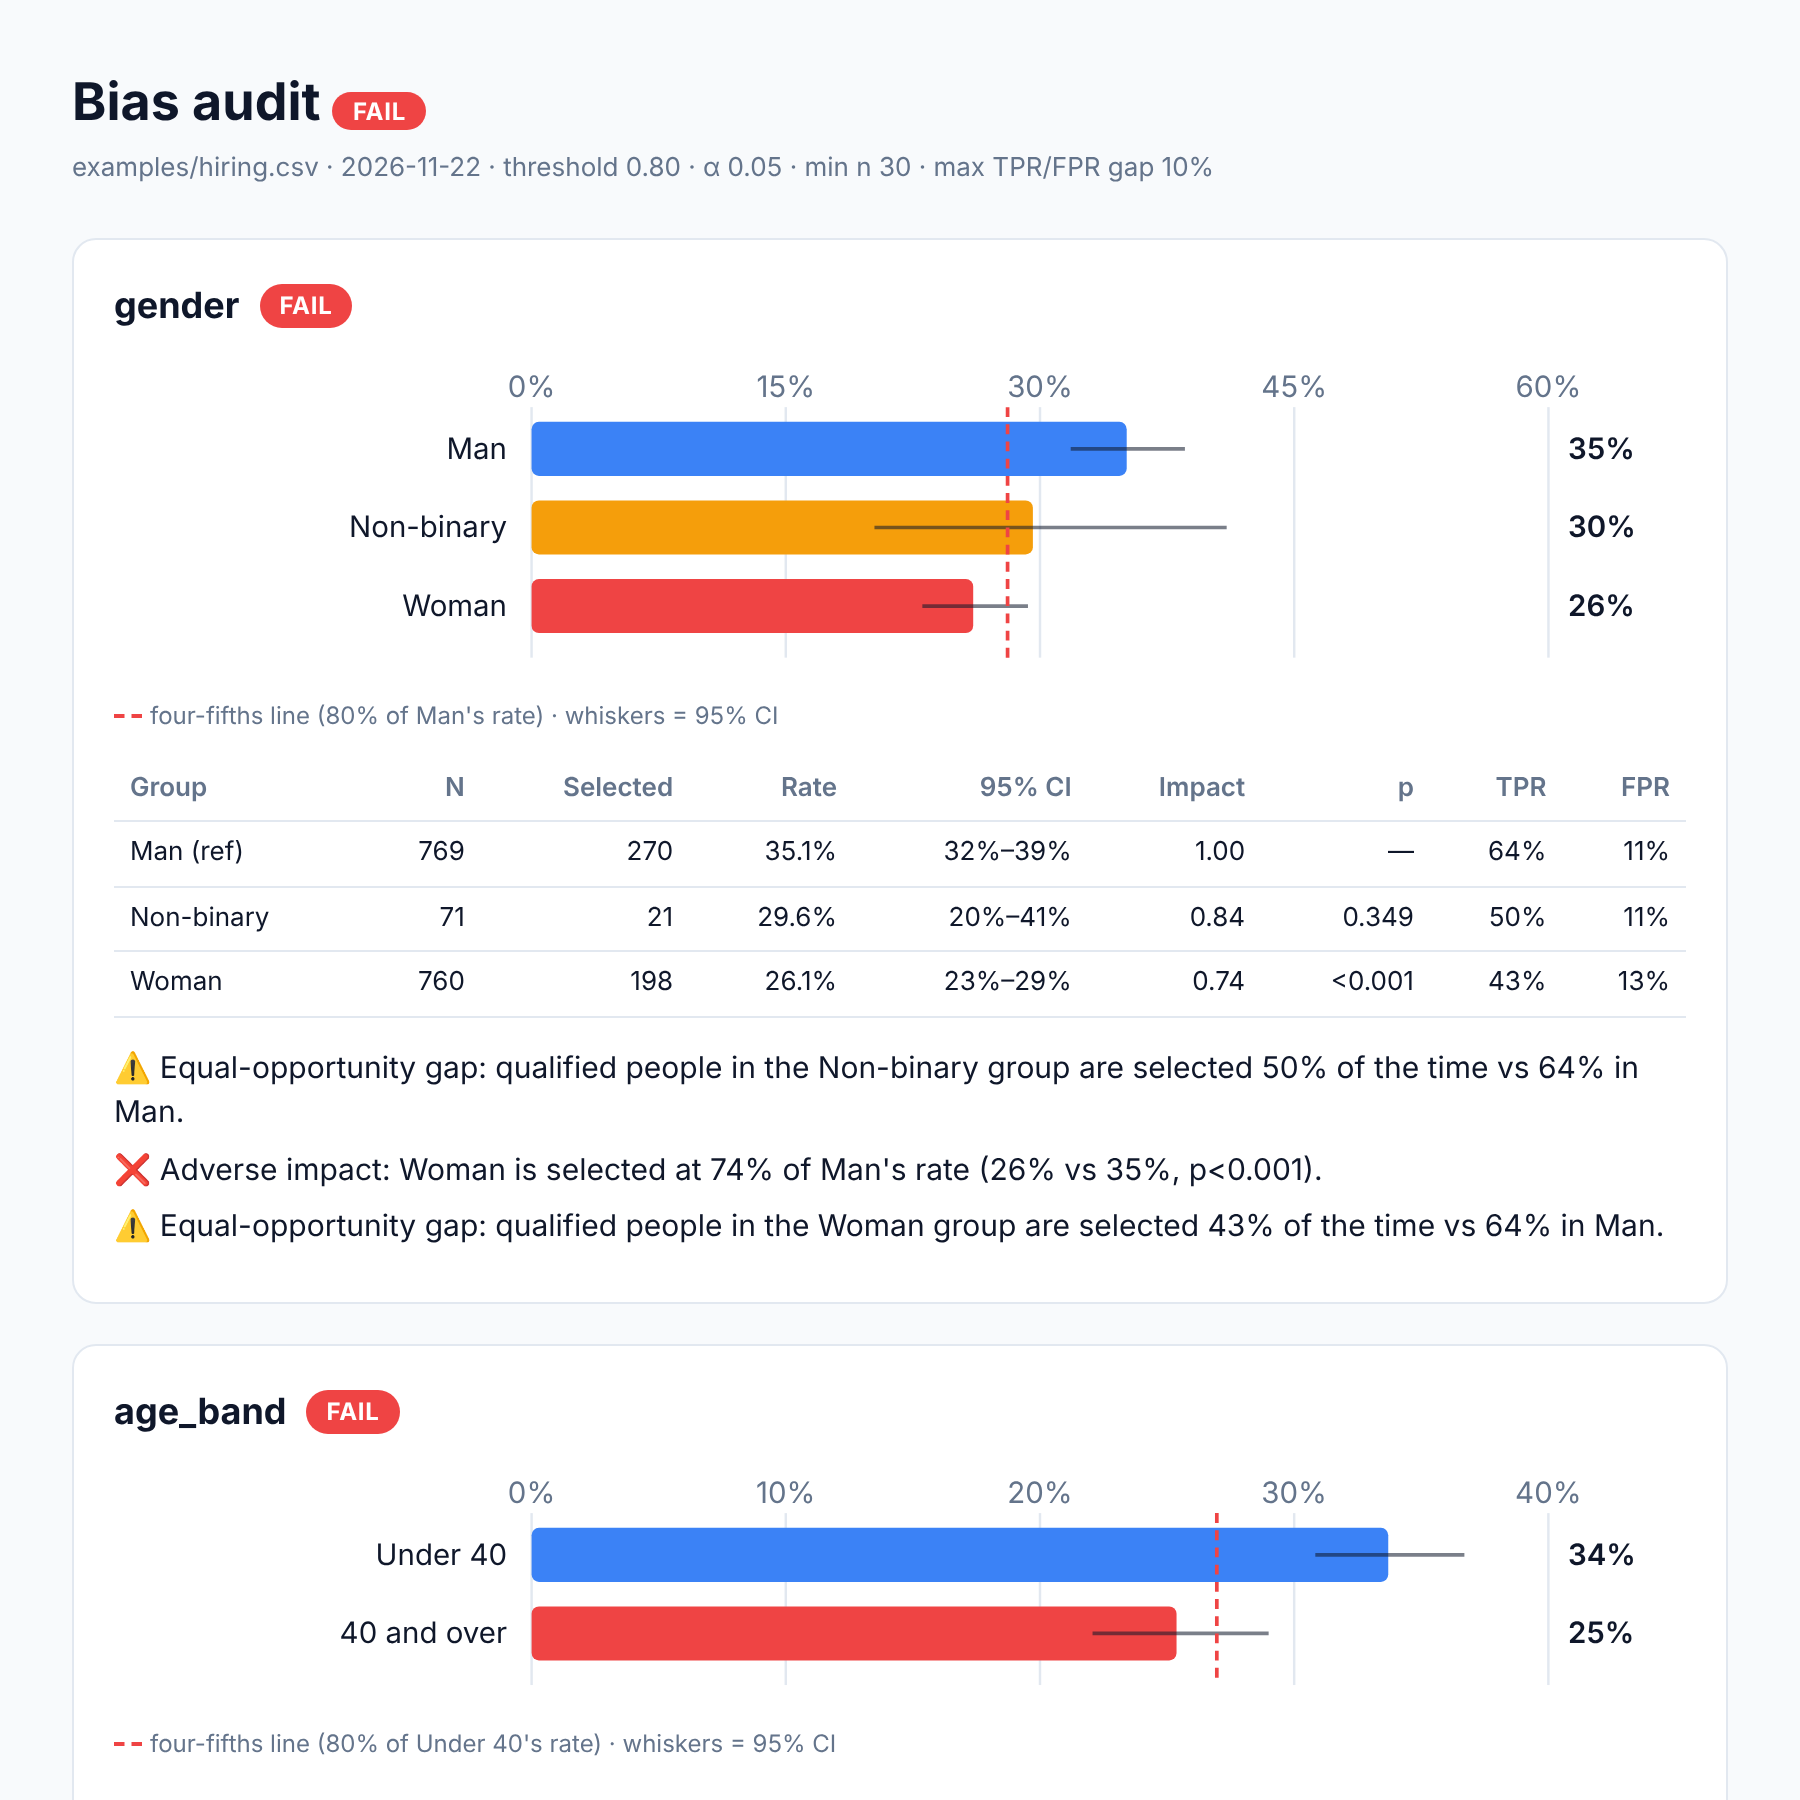 Bias audit FAIL
examples/hiring.csv · 2026-11-22 · threshold 0.80 · α 0.05 · min n 30 · max TPR/FPR gap 10%
gender FAIL
0% 15% 30% 45% 60%
Man 35%
Non-binary 30%
Woman 26%
four-fifths line (80% of Man's rate) · whiskers = 95% CI
Group N Selected Rate 95% CI Impact p TPR FPR
Man (ref) 769 270 35.1% 32%–39% 1.00 — 64% 11%
Non-binary 71 21 29.6% 20%–41% 0.84 0.349 50% 11%
Woman 760 198 26.1% 23%–29% 0.74 <0.001 43% 13%
⚠️ Equal-opportunity gap: qualified people in the Non-binary group are selected 50% of the time vs 64% in
Man.
❌ Adverse impact: Woman is selected at 74% of Man's rate (26% vs 35%, p<0.001).
⚠️ Equal-opportunity gap: qualified people in the Woman group are selected 43% of the time vs 64% in Man.
age_band FAIL
0% 10% 20% 30% 40%
Under 40 34%
40 and over 25%
four-fifths line (80% of Under 40's rate) · whiskers = 95% CI